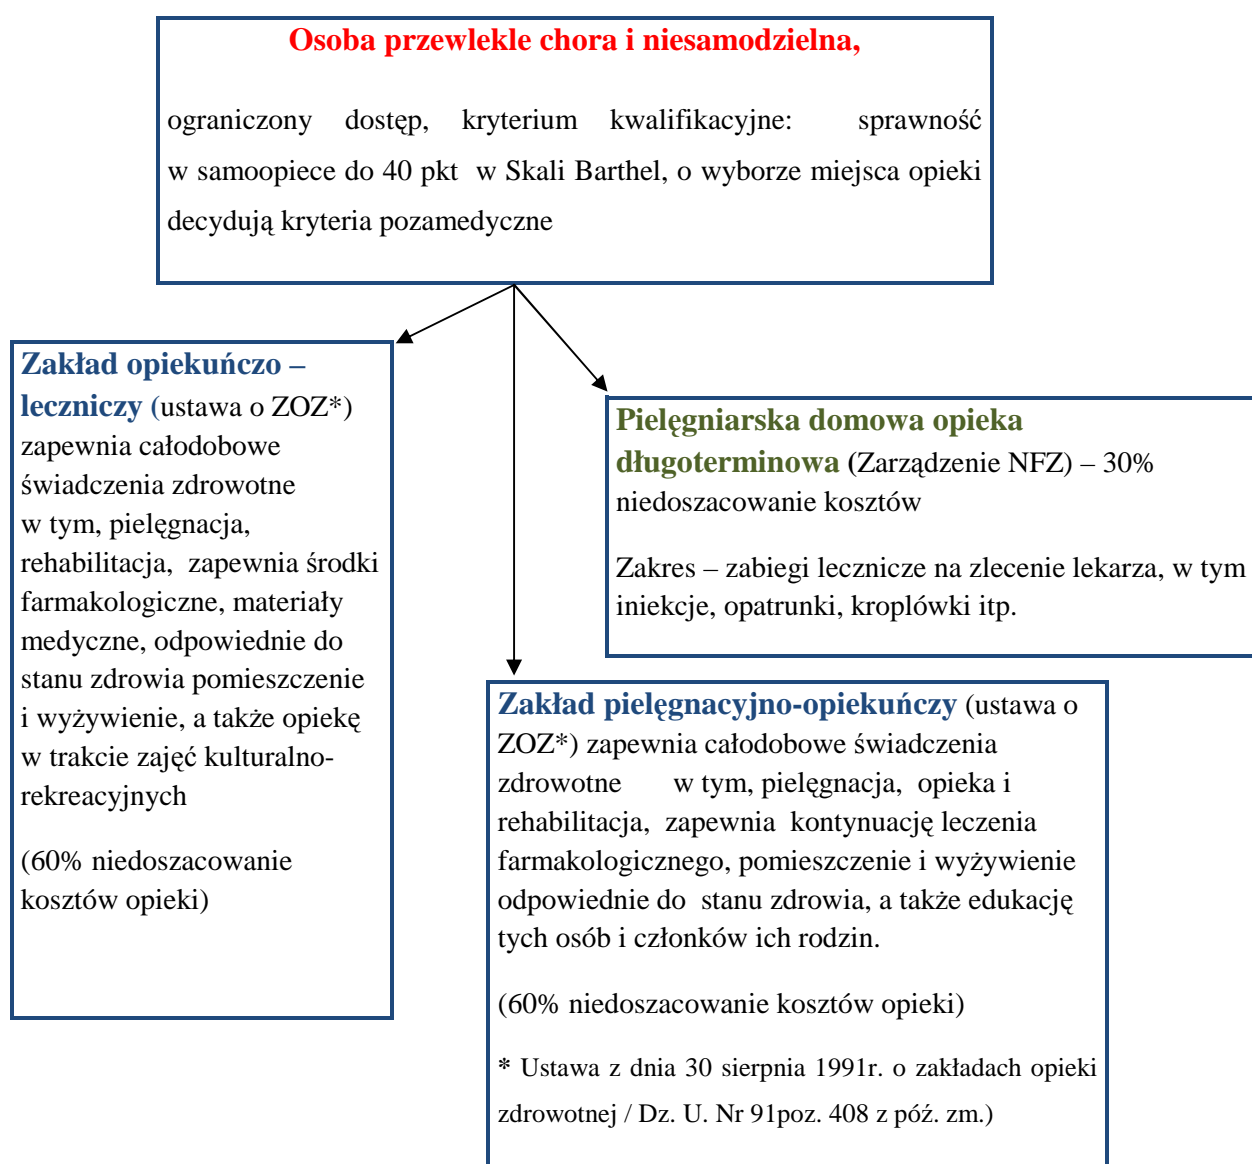 Osoba przewlekle chora i niesamodzielna,
ograniczony dostęp, kryterium kwalifikacyjne: sprawność
w samoopiece do 40 pkt w Skali Barthel, o wyborze miejsca opieki
decydują kryteria pozamedyczne
Zakład opiekuńczo –
leczniczy (ustawa o ZOZ*)
zapewnia całodobowe
świadczenia zdrowotne
w tym, pielęgnacja,
rehabilitacja, zapewnia środki
farmakologiczne, materiały
medyczne, odpowiednie do
stanu zdrowia pomieszczenie
i wyżywienie, a także opiekę
w trakcie zajęć kulturalno-
rekreacyjnych
(60% niedoszacowanie
kosztów opieki)
Pielęgniarska domowa opieka
długoterminowa (Zarządzenie NFZ) – 30%
niedoszacowanie kosztów
Zakres – zabiegi lecznicze na zlecenie lekarza, w tym
iniekcje, opatrunki, kroplówki itp.
Zakład pielęgnacyjno-opiekuńczy (ustawa o
ZOZ*) zapewnia całodobowe świadczenia
zdrowotne w tym, pielęgnacja, opieka i
rehabilitacja, zapewnia kontynuację leczenia
farmakologicznego, pomieszczenie i wyżywienie
odpowiednie do stanu zdrowia, a także edukację
tych osób i członków ich rodzin.
(60% niedoszacowanie kosztów opieki)
* Ustawa z dnia 30 sierpnia 1991r. o zakładach opieki
zdrowotnej / Dz. U. Nr 91poz. 408 z póź. zm.)